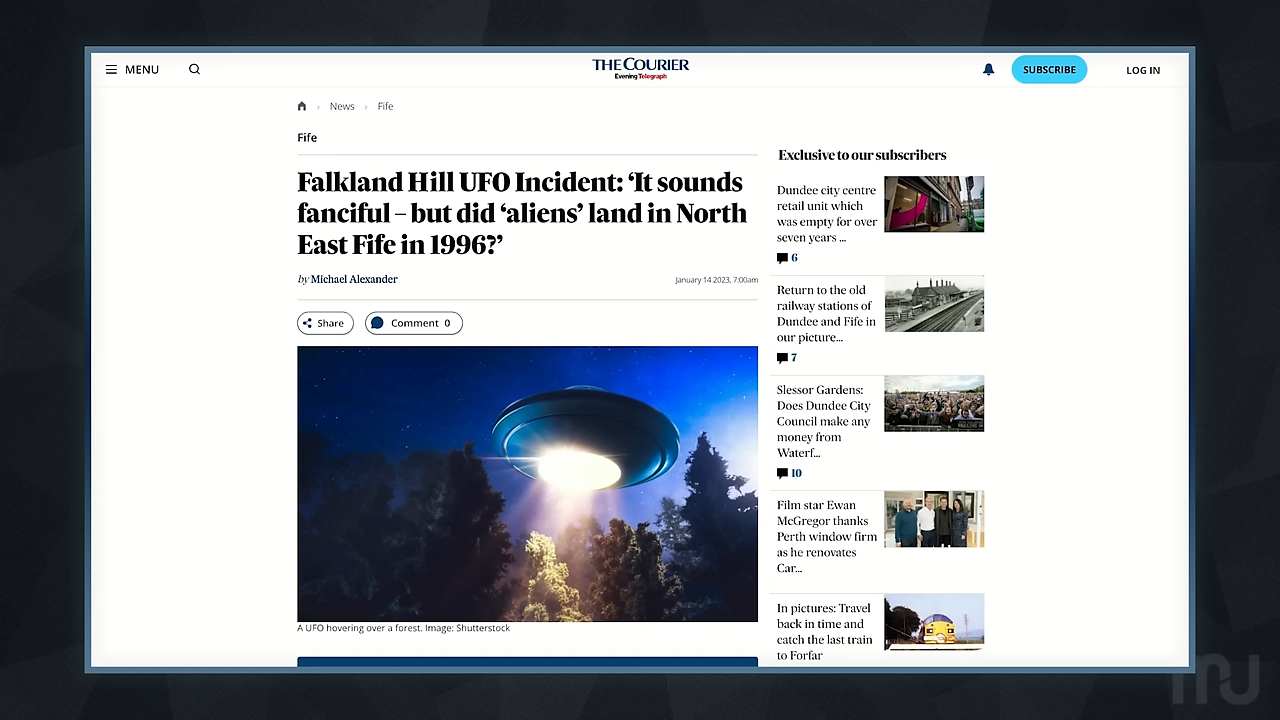 MENU
THE COURIER
Evening Telegraph
SUBSCRIBE
LOG IN
News
Fife
Fife
Falkland Hill UFO Incident: ‘It sounds
fanciful – but did ‘aliens’ land in North
East Fife in 1996?’
by Michael Alexander
January 14 2023, 7:00am
Share
Comment 0
A UFO hovering over a forest. Image: Shutterstock
Exclusive to our subscribers
Dundee city centre
retail unit which
was empty for over
seven years ...
6
Return to the old
railway stations of
Dundee and Fife in
our picture...
7
Slessor Gardens:
Does Dundee City
Council make any
money from
Waterf...
10
Film star Ewan
McGregor thanks
Perth window firm
as he renovates
Car...
In pictures: Travel
back in time and
catch the last train
to Forfar